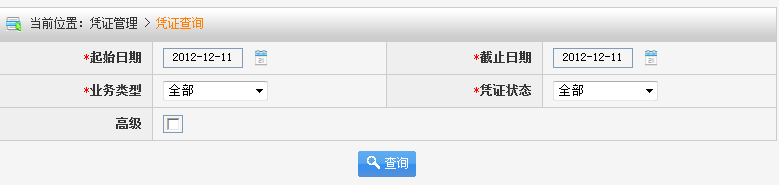 当前位置：凭证管理 > 凭证查询
*起始日期 2012-12-11 *截止日期 2012-12-11
*业务类型 全部 *凭证状态 全部
高级
查询